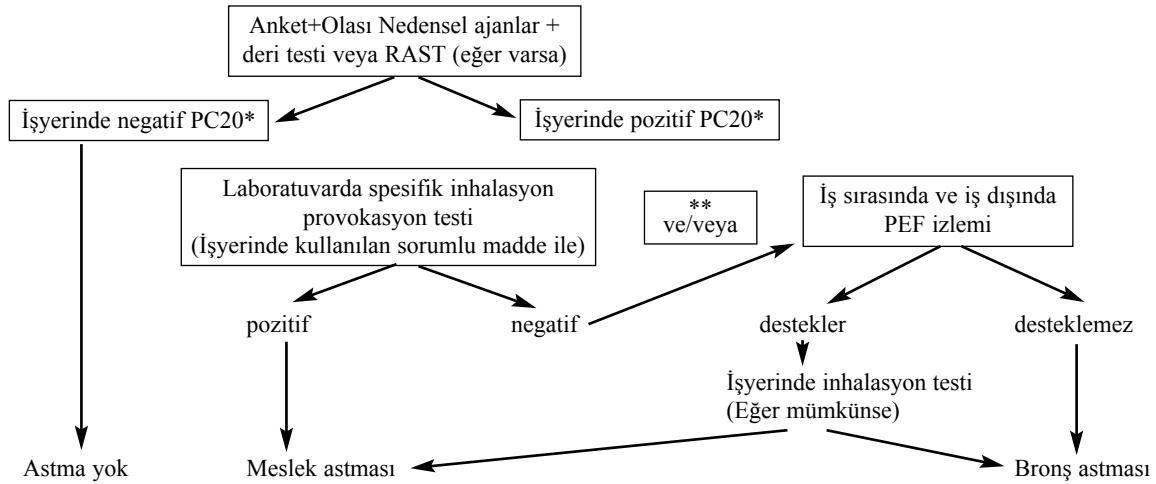 Anket+Olası Nedensel ajanlar +
deri testi veya RAST (eğer varsa)
İşyerinde negatif PC20*
İşyerinde pozitif PC20*
Laboratuvarda spesifik inhalasyon
provokasyon testi
(İşyerinde kullanılan sorumlu madde ile)
**
ve/veya
İş sırasında ve iş dışında
PEF izlemi
pozitif
negatif
destekler
desteklemez
İşyerinde inhalasyon testi
(Eğer mümkünse)
Astma yok
Meslek astması
Bronş astması